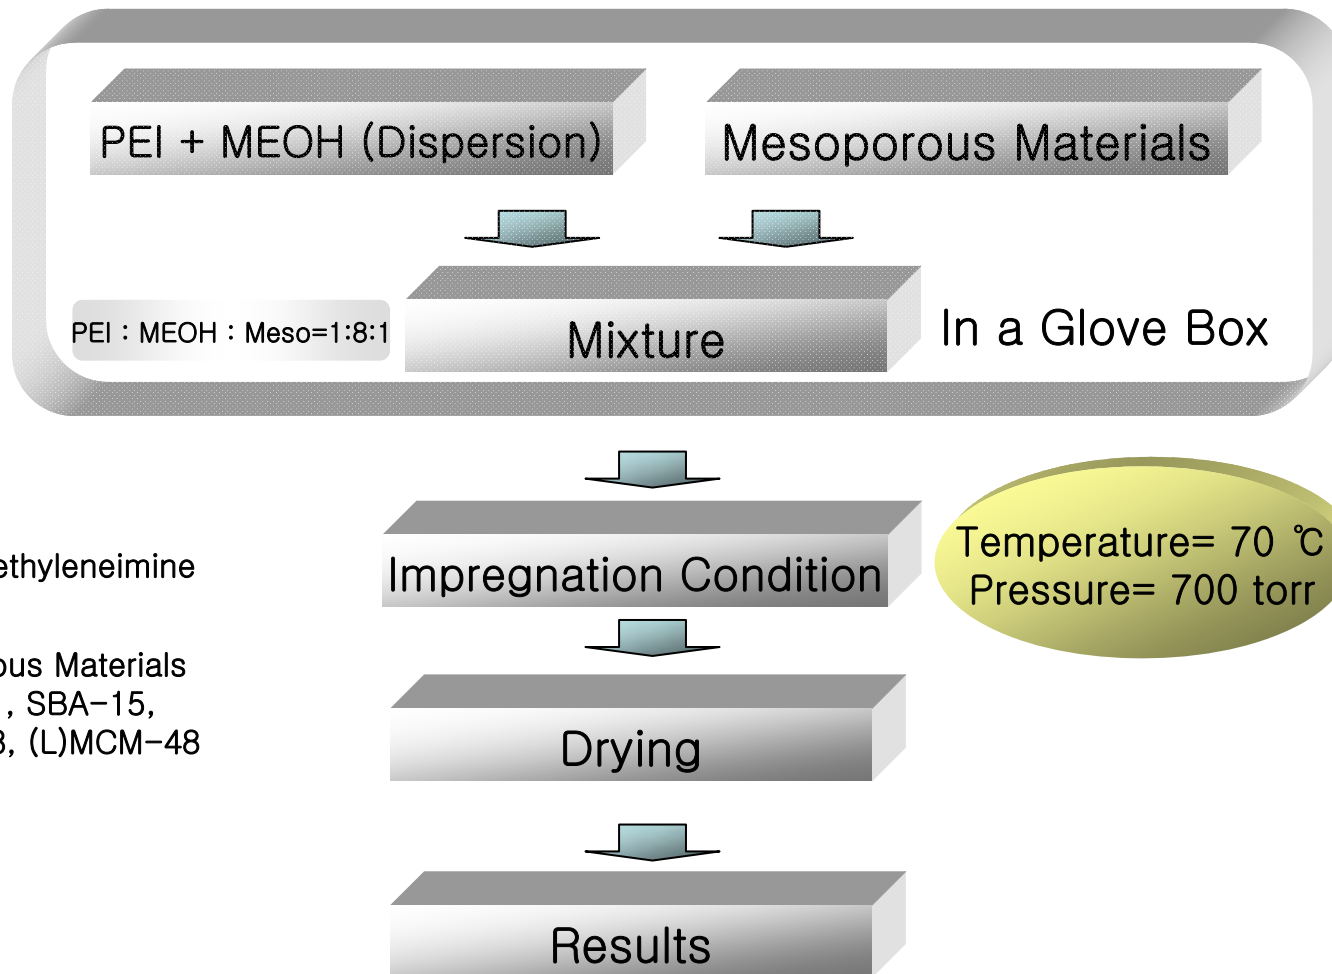 PEI + MEOH (Dispersion)
Mesoporous Materials
PEI : MEOH : Meso=1:8:1
Mixture
In a Glove Box
Impregnation Condition
Temperature= 70 ℃
Pressure= 700 torr
ethyleneimine
ous Materials
, SBA-15,
, (L)MCM-48
Drying
Results